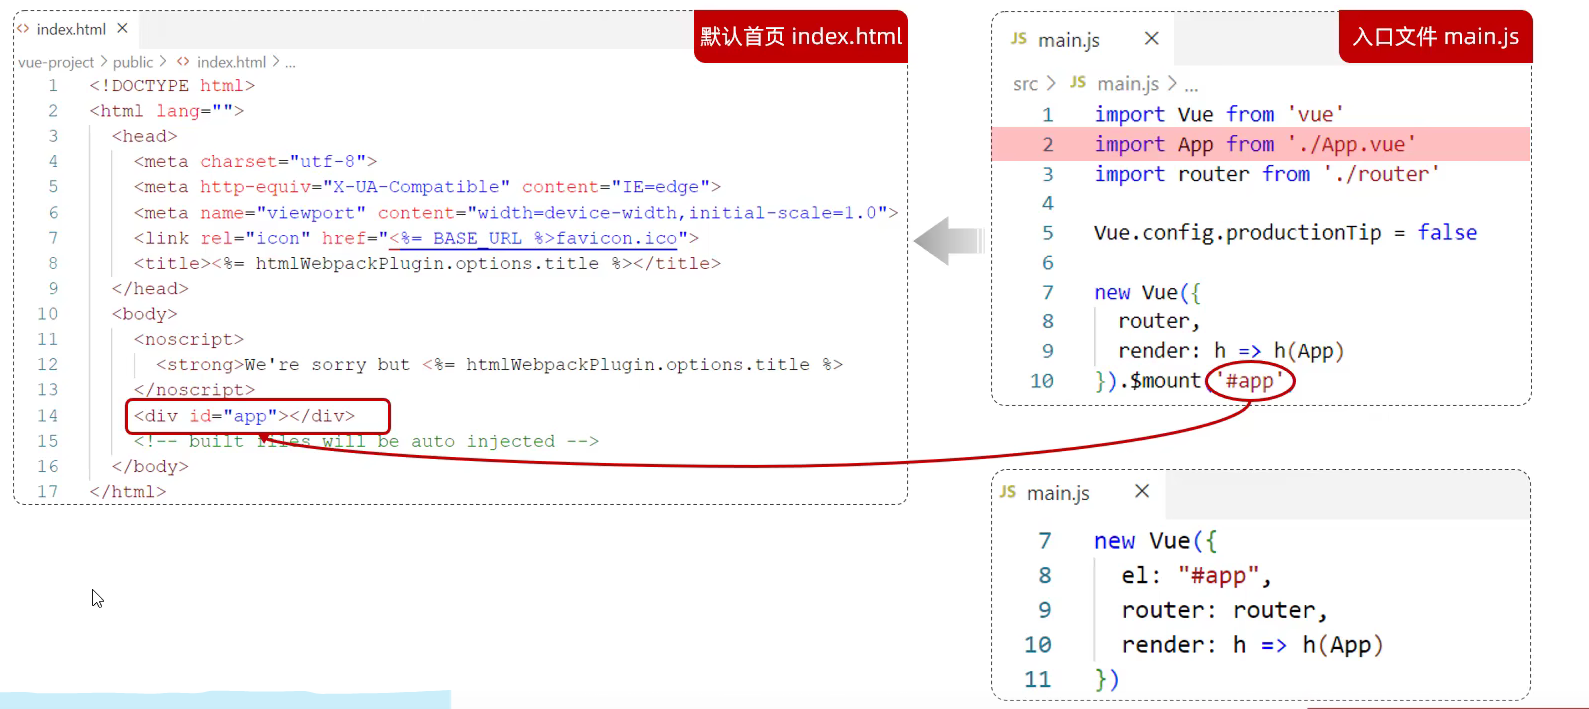 index.html
默认首页 index.html
vue-project > public > <> index.html > ...
1 <!DOCTYPE html>
2 <html lang="">
3 <head>
4 <meta charset="utf-8">
5 <meta http-equiv="X-UA-Compatible" content="IE=edge">
6 <meta name="viewport" content="width=device-width,initial-scale=1.0">
7 <link rel="icon" href="<%= BASE_URL %>favicon.ico">
8 <title><%= htmlWebpackPlugin.options.title %></title>
9 </head>
10 <body>
11 <noscript>
12 <strong>We're sorry but <%= htmlWebpackPlugin.options.title %>
13 </noscript>
14 <div id="app"></div>
15 <!-- built files will be auto injected -->
16 </body>
17 </html>
JS main.js
入口文件 main.js
src > JS main.js > ...
1 import Vue from 'vue'
2 import App from './App.vue'
3 import router from './router'
4
5 Vue.config.productionTip = false
6
7 new Vue({
8 router,
9 render: h => h(App)
10 }).$mount('#app'
JS main.js
7 new Vue({
8 el: "#app",
9 router: router,
10 render: h => h(App)
11 })